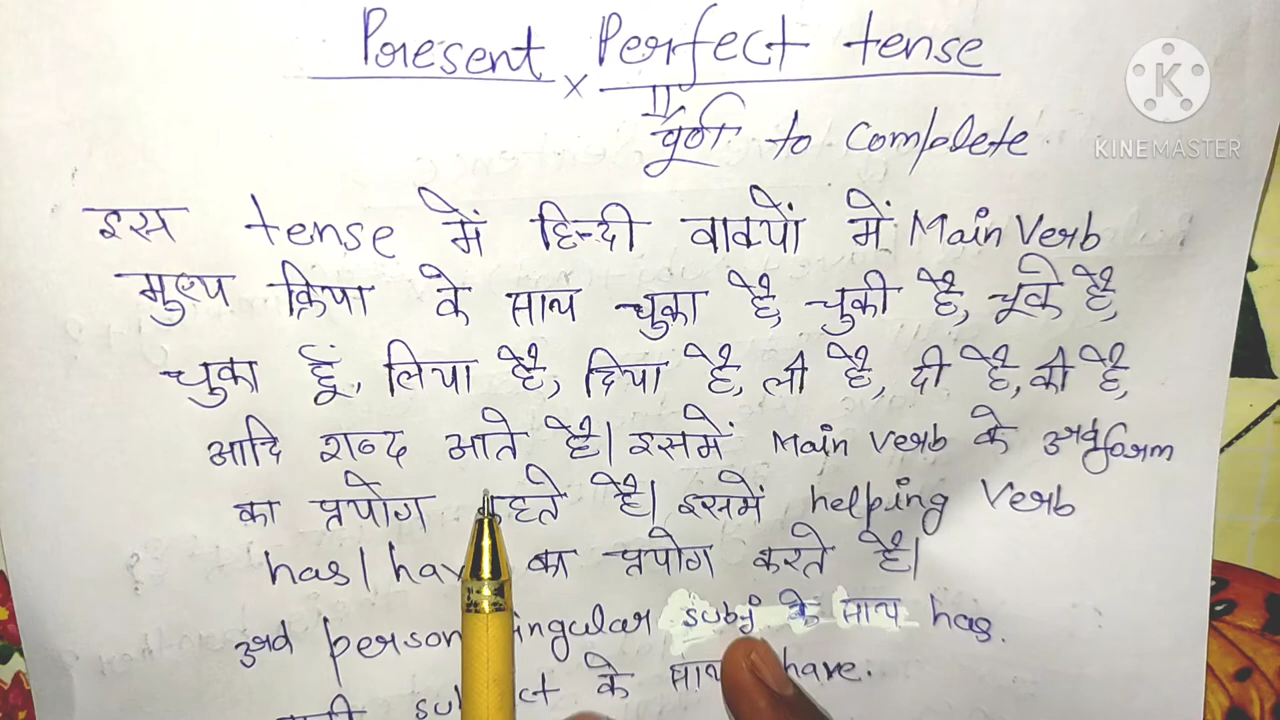 Present Perfect tense
K
पूर्ण to complete
KINEMASTER
इस tense में हिन्दी वाक्यों में Main Verb
मुख्य क्रिया के साथ चुका है, चुकी है, चूके है,
चुका हूँ, लिया है, दिया है, ली है, दी है, की है,
आदि शब्द आते है। इसमें Main verb के 3rd form
का प्रयोग है। इसमें helping Verb
has/have का प्रयोग करते है।
3rd person singular subj के साथ has.
subject के साथ have.